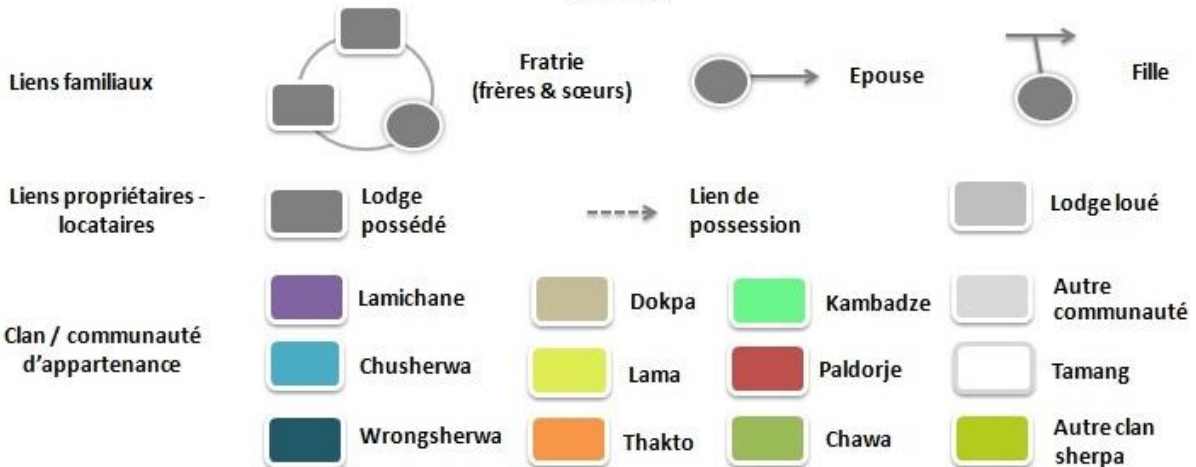 Liens familiaux
Fratrie
(frères & sœurs)
Epouse
Fille
Liens propriétaires -
locataires
Lodge
possédé
Lien de
possession
Lodge loué
Clan / communauté
d'appartenance
Lamichane
Dokpa
Kambadze
Autre
communauté
Chusherwa
Lama
Paldorje
Tamang
Wrongsherwa
Thakto
Chawa
Autre clan
sherpa